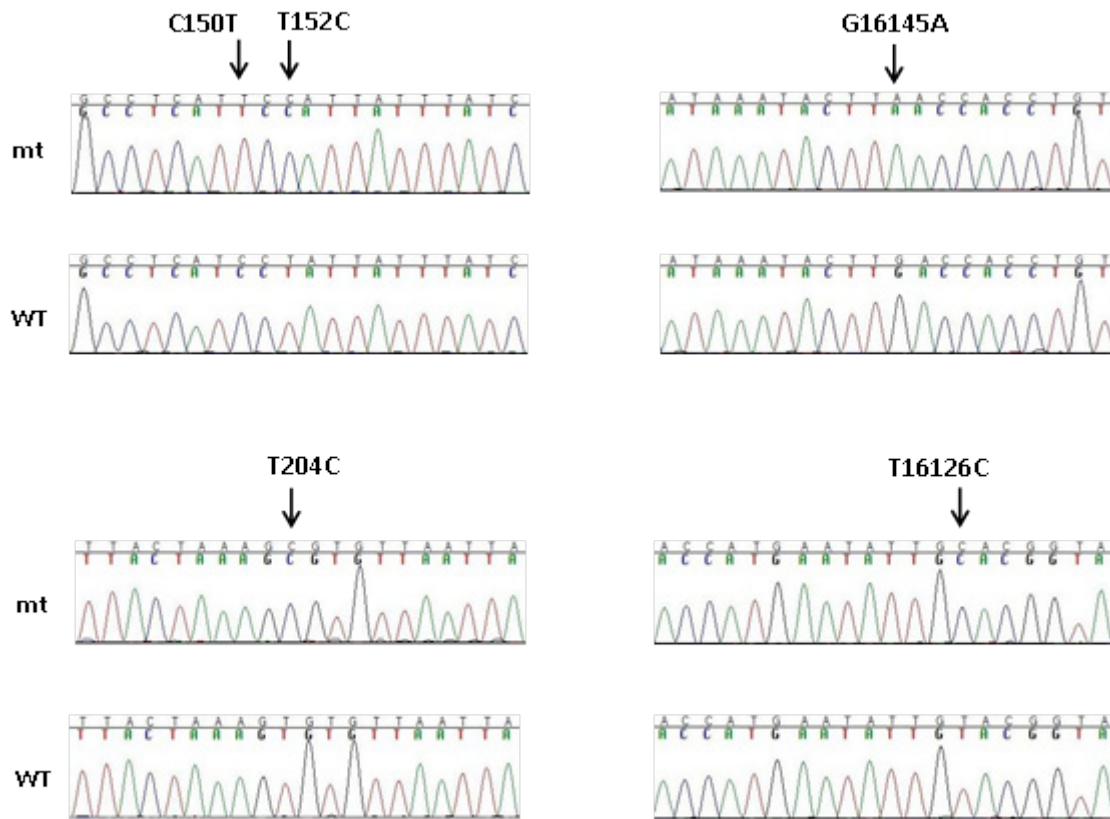 C150T T152C
G16145A
mt
G C C T C A T T C C A T T A T T T A T C
G C C T C A T T C C A T T A T T T A T C
A T A A A T A C T T A A C C A C C T G T
A T A A A T A C T T A A C C A C C T G T
WT
G C C T C A T C C T A T T A T T T A T C
G C C T C A T C C T A T T A T T T A T C
A T A A A T A C T T G A C C A C C T G T
A T A A A T A C T T G A C C A C C T G T
T204C
T16126C
mt
T T A C T A A A G C G T G T T A A T T A
T T A C T A A A G C G T G T T A A T T A
A C C A T G A A T A T T G C A C G G T A
A C C A T G A A T A T T G C A C G G T A
WT
T T A C T A A A G T G T G T T A A T T A
T T A C T A A A G T G T G T T A A T T A
A C C A T G A A T A T T G T A C G G T A
A C C A T G A A T A T T G T A C G G T A